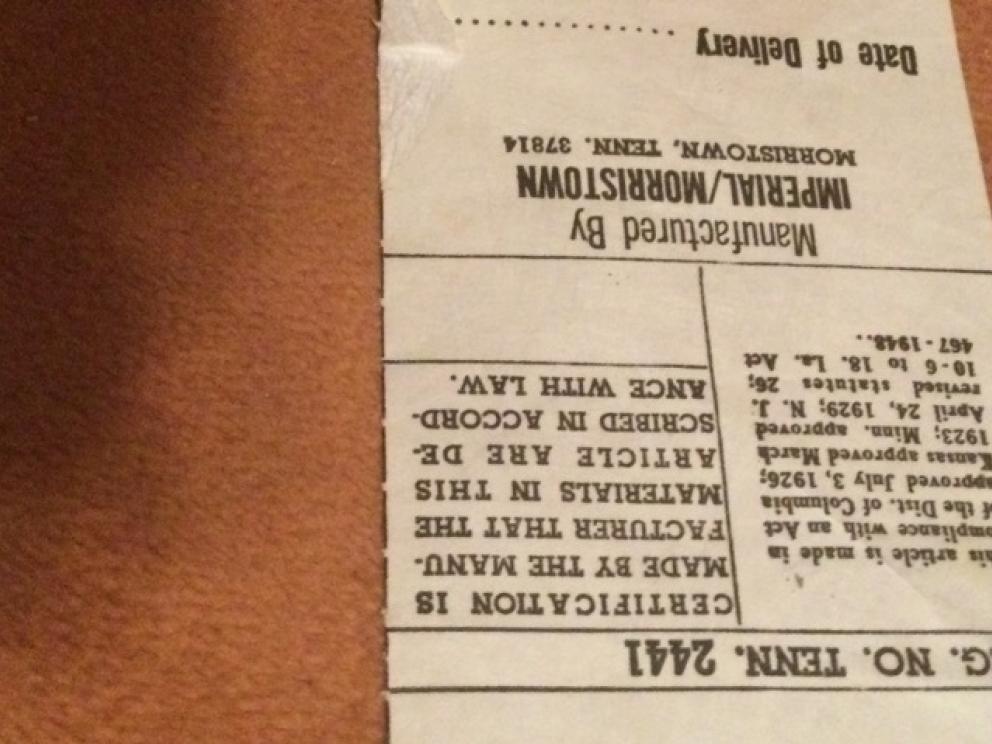 G. NO. TENN. 2441
CERTIFICATION IS
MADE BY THE MANU-
FACTURER THAT THE
MATERIALS IN THIS
ARTICLE ARE DE-
SCRIBED IN ACCORD-
ANCE WITH LAW.
his article is made in
ompliance with an Act
f the Dist. of Columbia
approved July 3, 1926;
Kansas approved March
1923; Minn. approved
April 24, 1929; N. J.
revised statutes 26;
10-6 to 18. La. Act
467-1948..
Manufactured By
IMPERIAL/MORRISTOWN
MORRISTOWN, TENN. 37814
Date of Delivery ....................